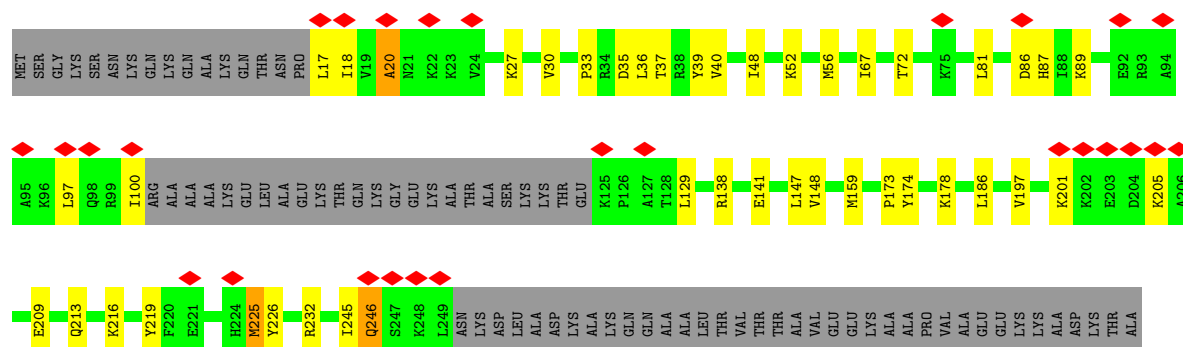 MET SER GLY LYS SER ASN LYS GLN LYS GLN ALA LYS GLN THR ASN PRO L17 I18 V19 A20 N21 K22 K23 V24 K27 V30 P33 R34 D35 L36 T37 R38 Y39 V40 I48 K52 M56 I67 T72 K75 L81 D86 H87 I88 K89 E92 R93 A94
A95 K96 L97 Q98 R99 I100 ARG ALA ALA ALA LYS GLU LEU ALA GLU LYS THR GLN LYS GLY GLU LYS ALA THR ALA SER LYS LYS THR GLU K125 P126 A127 T128 L129 R138 E141 L147 V148 M159 P173 Y174 K178 L186 V197 K201 K202 E203 D204 K205 A206
E209 Q213 K216 Y219 F220 E221 H224 M225 Y226 R232 I245 Q246 S247 K248 L249 ASN LYS ASP LEU ALA ASP LYS ALA LYS GLN GLN ALA ALA LEU THR VAL THR THR ALA VAL GLU GLU LYS ALA ALA PRO VAL ALA GLU GLU LYS LYS ALA ASP LYS THR ALA